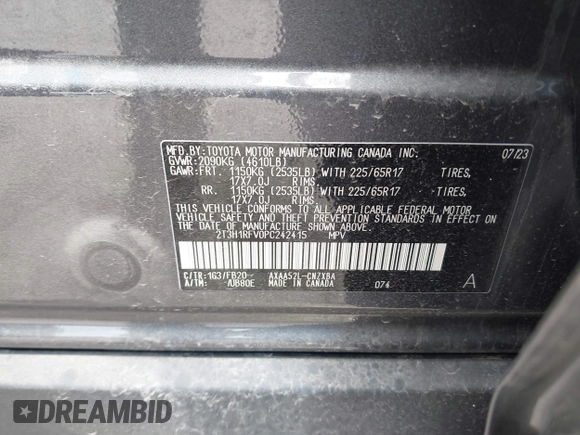 MFD.BY:TOYOTA MOTOR MANUFACTURING CANADA INC. 07/23
GVWR:2090KG (4610LB)
GAWR:FRT. 1150KG (2535LB) WITH 225/65R17 TIRES,
17X7.0J RIMS
RR. 1150KG (2535LB) WITH 225/65R17 TIRES,
17X7.0J RIMS
THIS VEHICLE CONFORMS TO ALL APPLICABLE FEDERAL MOTOR
VEHICLE SAFETY AND THEFT PREVENTION STANDARDS IN EFFECT ON
THE DATE OF MANUFACTURE SHOWN ABOVE.
2T3H1RFV0PC242415 MPV
C/TR:1G3/FB20 AXAA52L-CNZXBA 074 A
A/TM: /UB80E MADE IN CANADA
DREAMBID